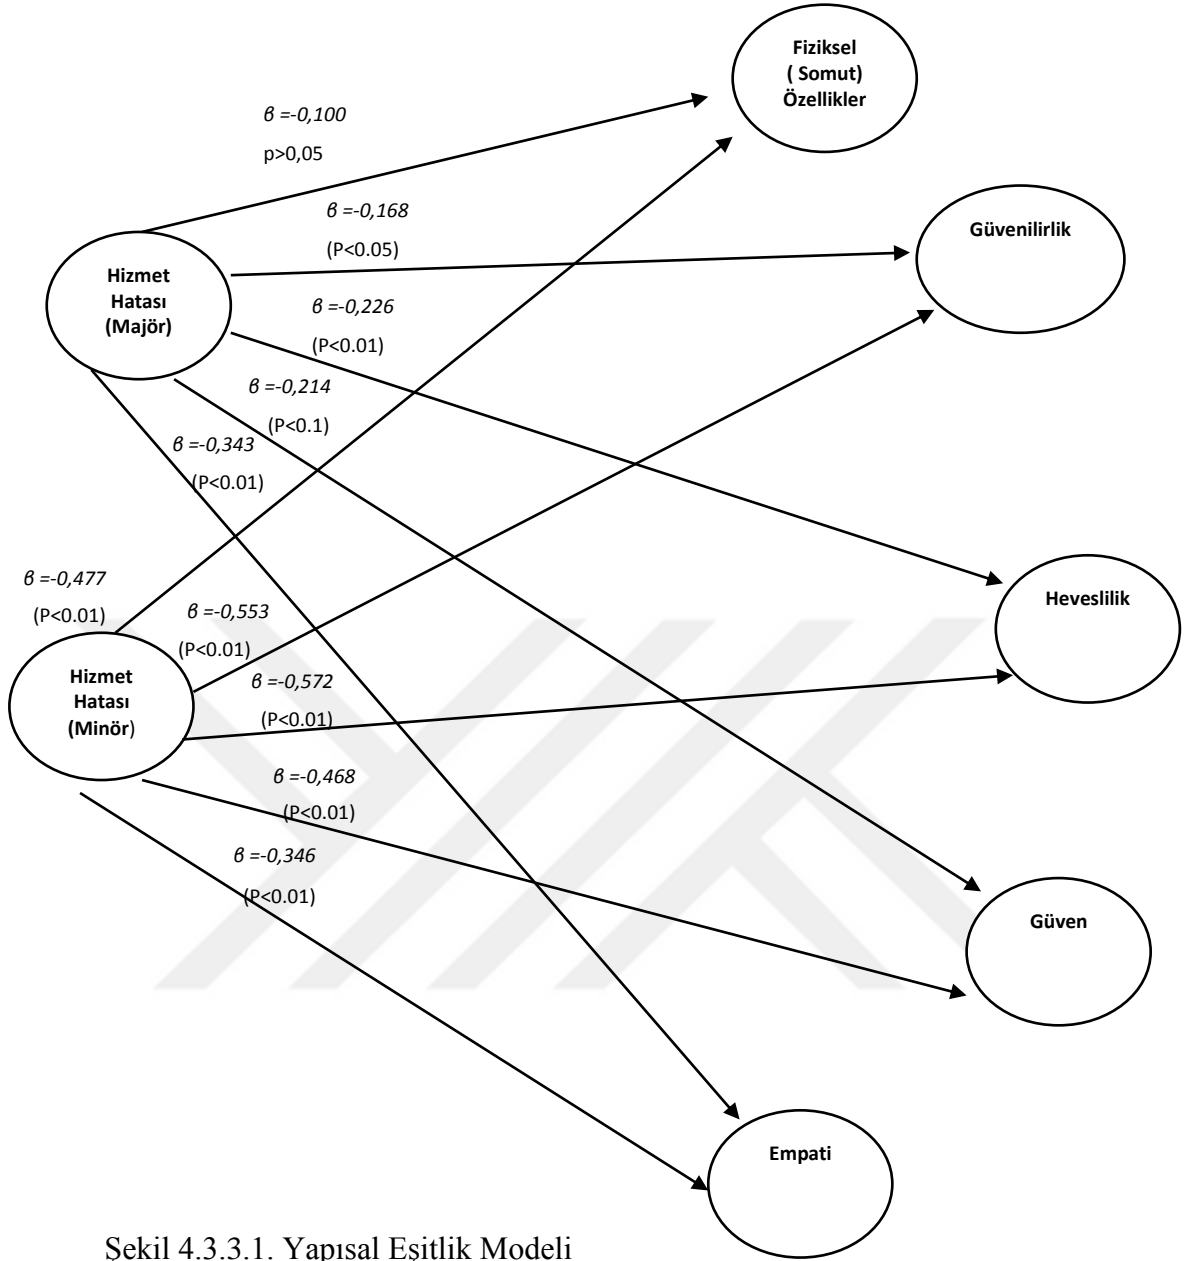 Fiziksel
( Somut)
Özellikler
β =-0,100
p>0,05
β =-0,168
(P<0.05)
Güvenilirlik
Hizmet
Hatası
(Majör)
β =-0,226
(P<0.01)
β =-0,214
(P<0.1)
β =-0,343
(P<0.01)
β =-0,477
(P<0.01)
β =-0,553
(P<0.01)
Heveslilik
Hizmet
Hatası
(Minör)
β =-0,572
(P<0.01)
β =-0,468
(P<0.01)
β =-0,346
(P<0.01)
Güven
Empati
Şekil 4.3.3.1. Yapısal Eşitlik Modeli